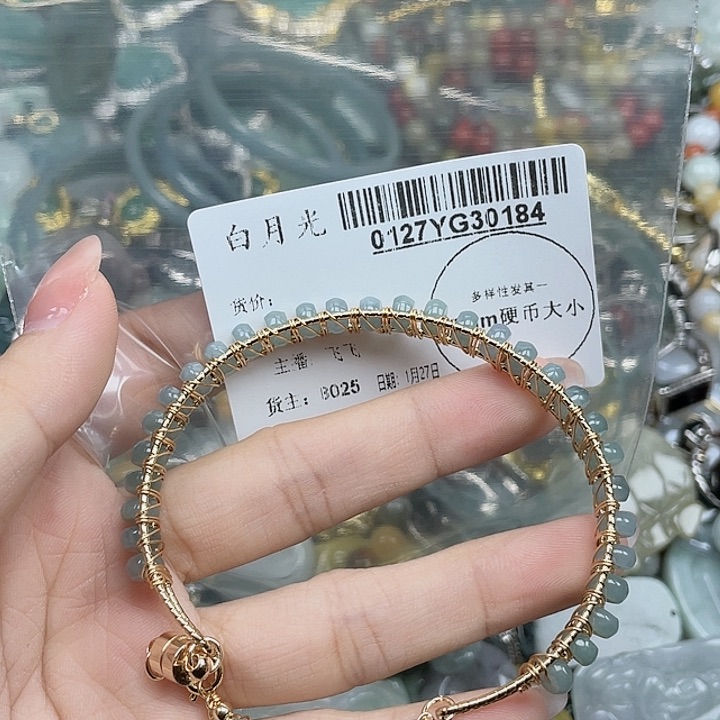 白月光
0127YG30184
货价：
多样性发其一
m硬币大小
主播：飞飞
货主：B025 日期：1月27日